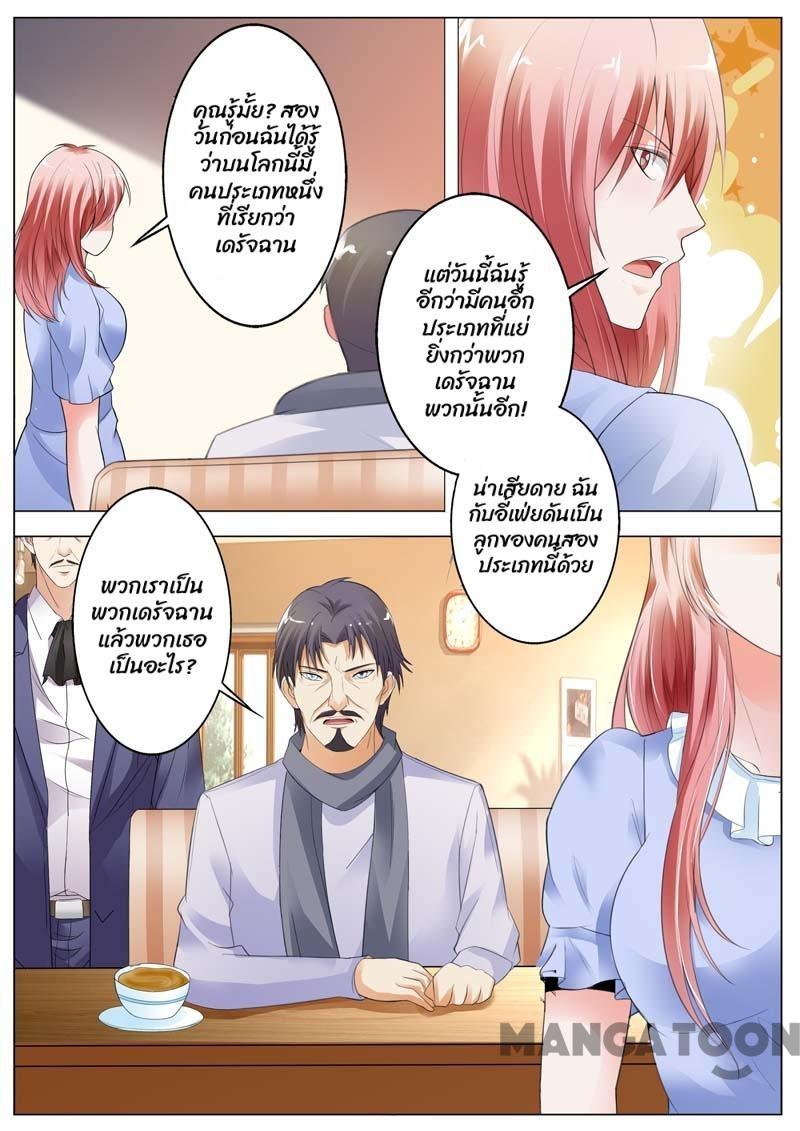 คุณรู้มั้ย? สอง
วันก่อนฉันได้รู้
ว่าบนโลกนี้มี
คนประเภทหนึ่ง
ที่เรียกว่า
เดรัจฉาน
แต่วันนี้ฉันรู้
อีกว่ามีคนอีก
ประเภทที่แย่
ยิ่งกว่าพวก
เดรัจฉาน
พวกนั้นอีก!
น่าเสียดาย ฉัน
กับอี้เฟ่ยดันเป็น
ลูกของคนสอง
ประเภทนี้ด้วย
พวกเราเป็น
พวกเดรัจฉาน
แล้วพวกเธอ
เป็นอะไร?
MANGATOON